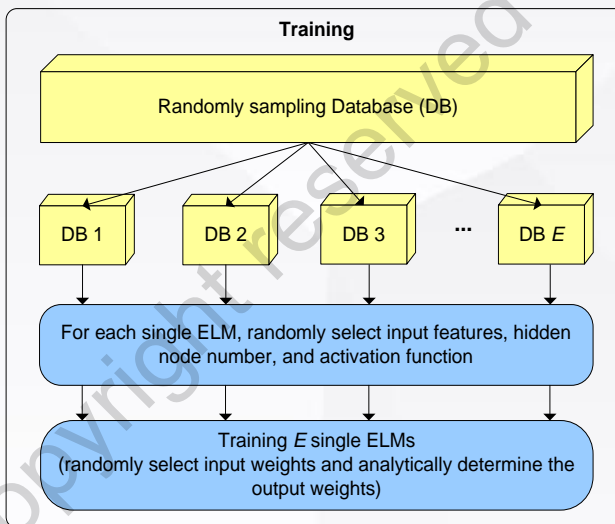 Training
Randomly sampling Database (DB)
DB 1
DB 2
DB 3
...
DB E
For each single ELM, randomly select input features, hidden
node number, and activation function
Training E single ELMs
(randomly select input weights and analytically determine the
output weights)
opyright reserved